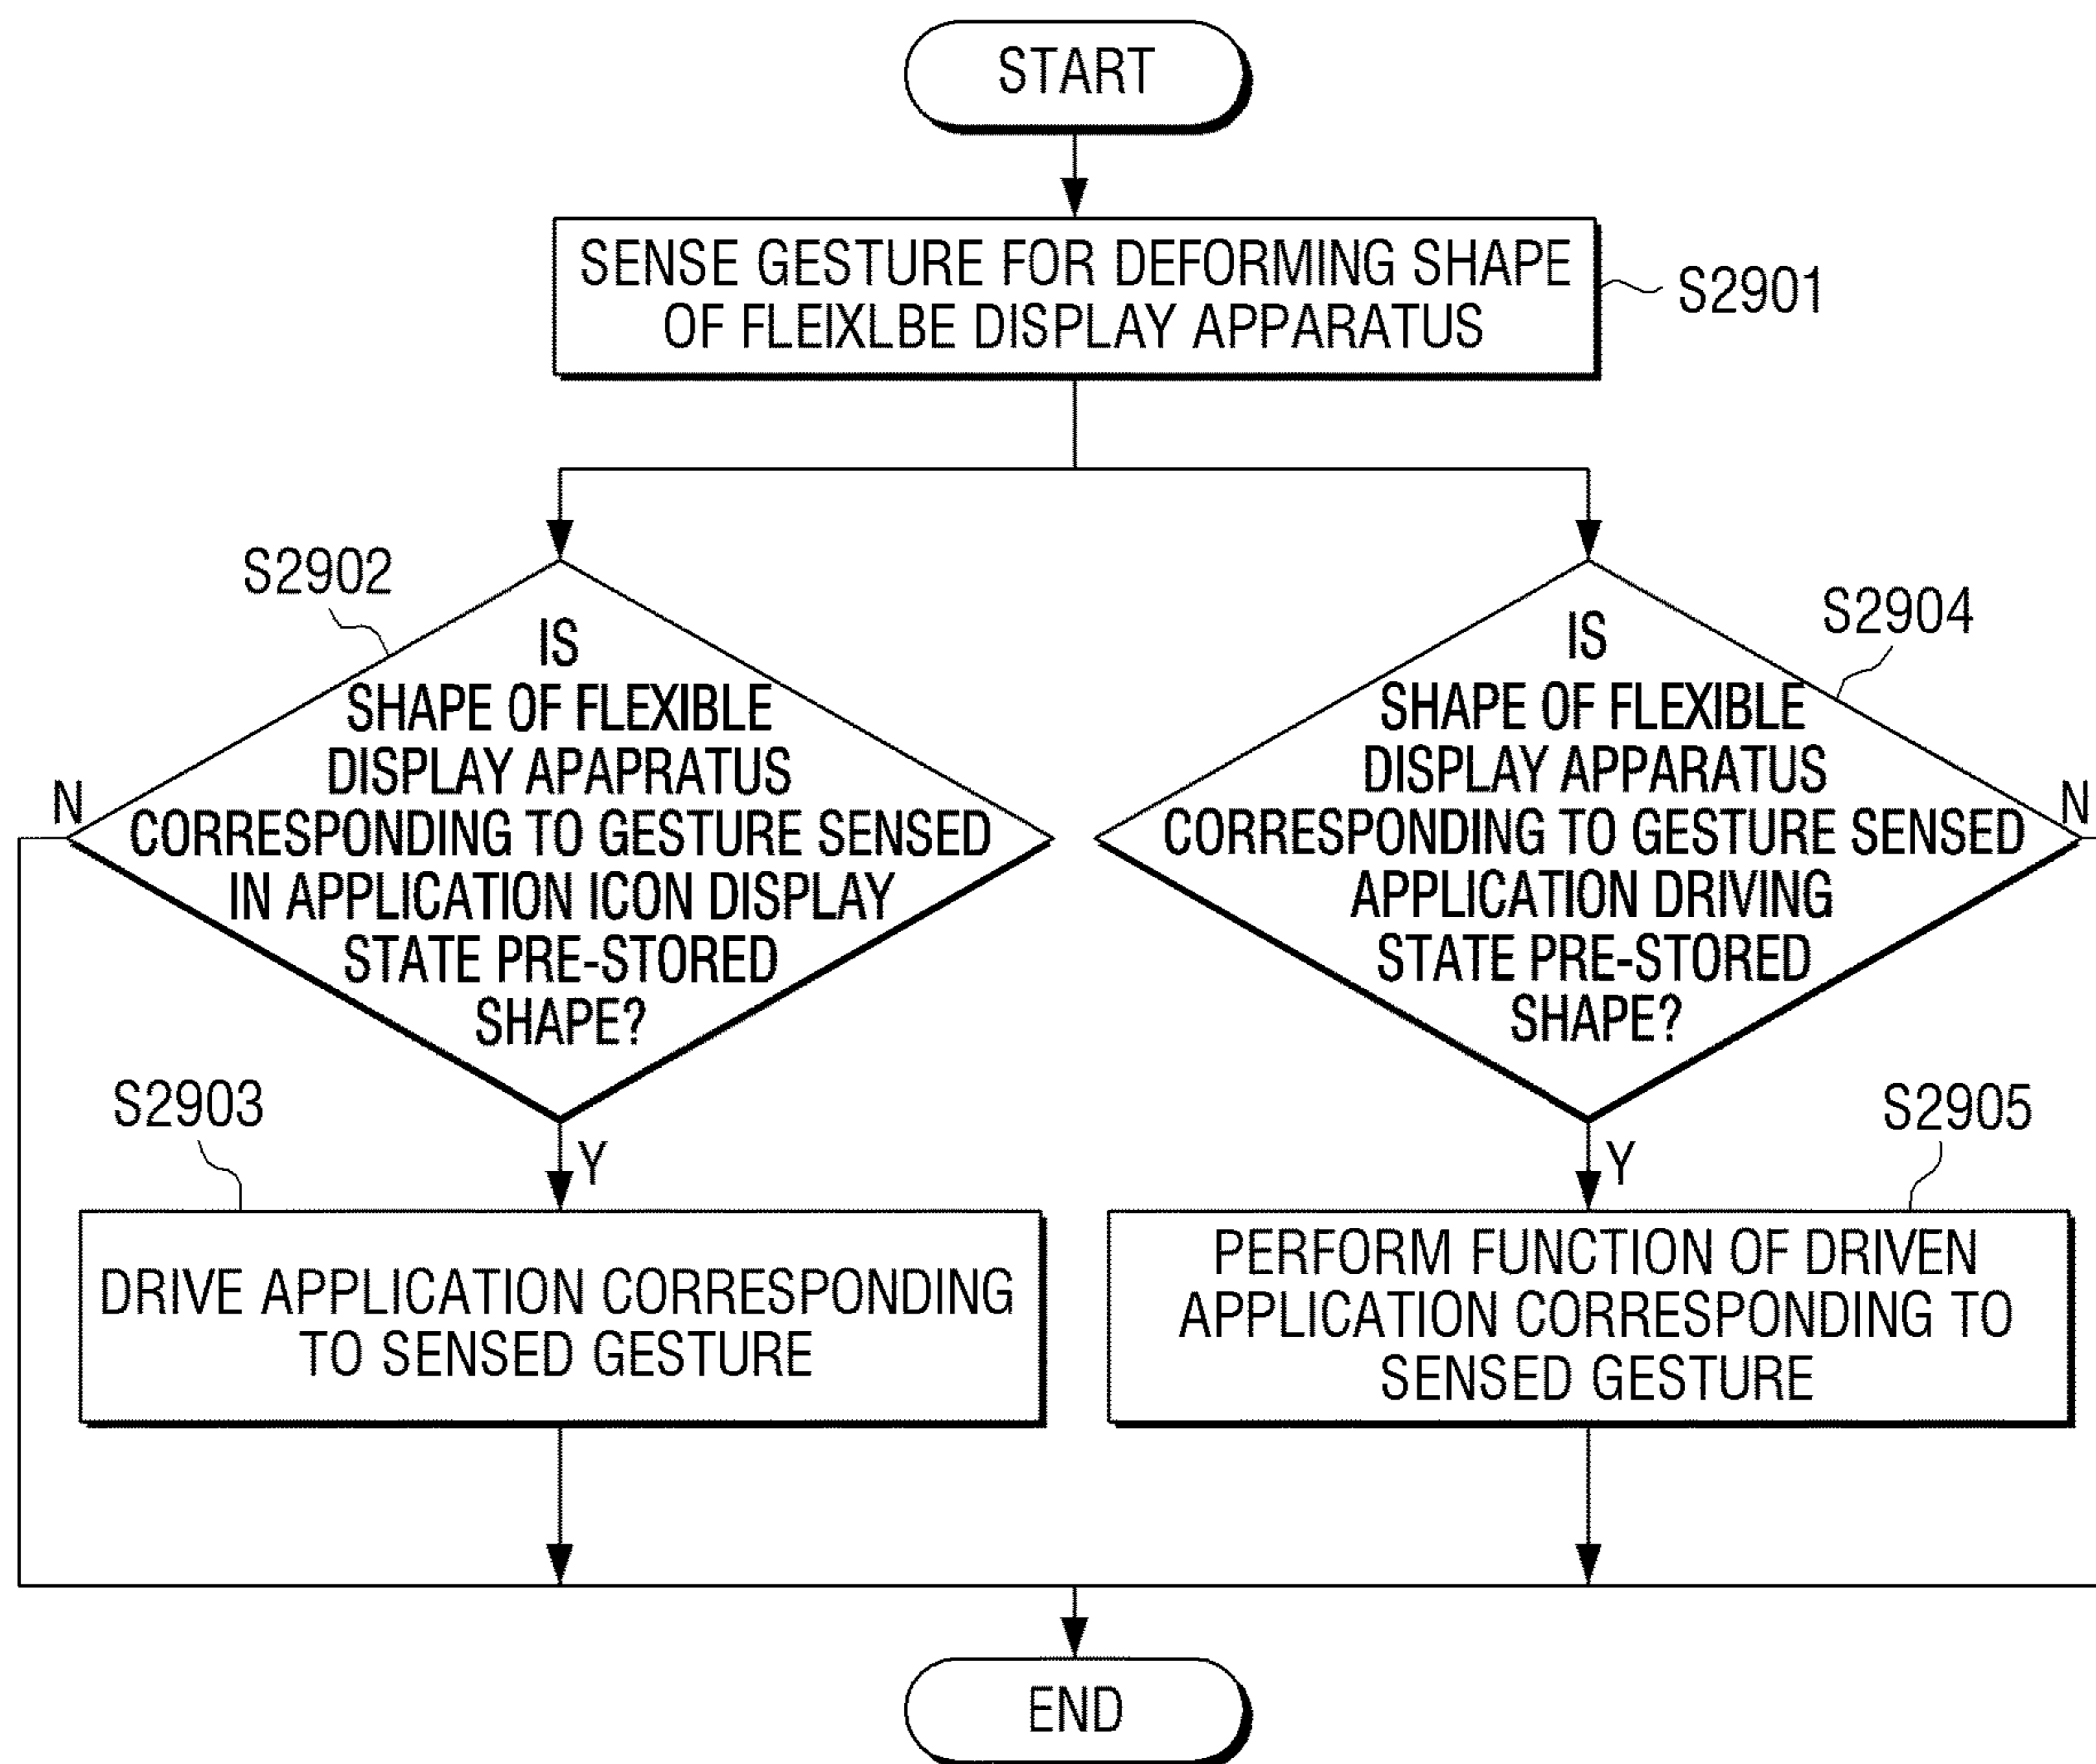 START
SENSE GESTURE FOR DEFORMING SHAPE
OF FLEIXLBE DISPLAY APPARATUS
S2901
S2902
IS
SHAPE OF FLEXIBLE
DISPLAY APAPRATUS
CORRESPONDING TO GESTURE SENSED
IN APPLICATION ICON DISPLAY
STATE PRE-STORED
SHAPE?
N
Y
S2904
IS
SHAPE OF FLEXIBLE
DISPLAY APPARATUS
CORRESPONDING TO GESTURE SENSED
APPLICATION DRIVING
STATE PRE-STORED
SHAPE?
N
Y
S2903
DRIVE APPLICATION CORRESPONDING
TO SENSED GESTURE
S2905
PERFORM FUNCTION OF DRIVEN
APPLICATION CORRESPONDING TO
SENSED GESTURE
END